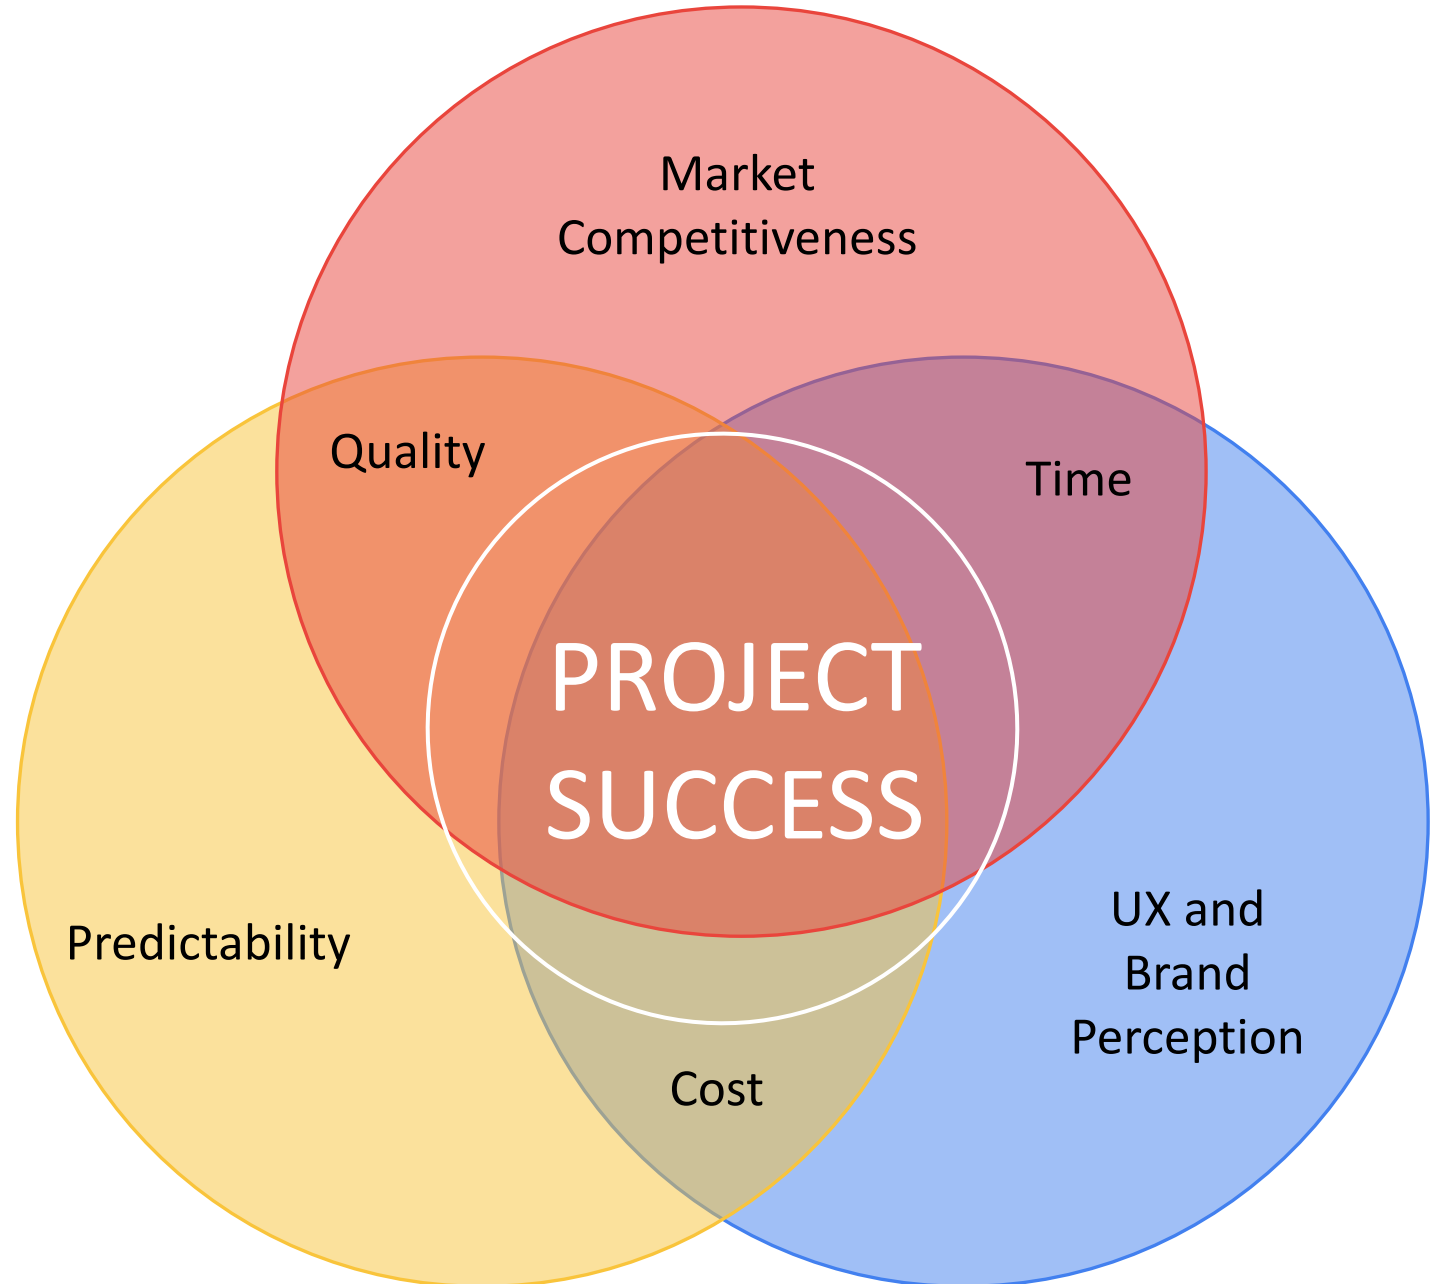 Market
Competitiveness
Quality
Time
PROJECT
SUCCESS
Predictability
UX and
Brand
Perception
Cost